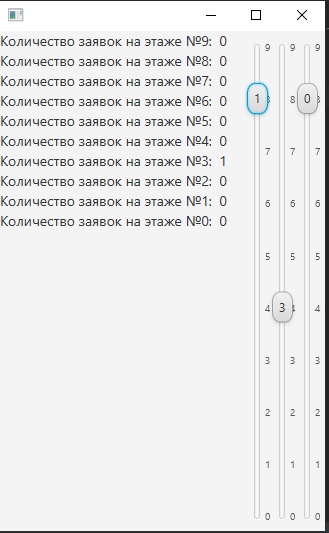 Количество заявок на этаже №9: 0
Количество заявок на этаже №8: 0
Количество заявок на этаже №7: 0
Количество заявок на этаже №6: 0
Количество заявок на этаже №5: 0
Количество заявок на этаже №4: 0
Количество заявок на этаже №3: 1
Количество заявок на этаже №2: 0
Количество заявок на этаже №1: 0
Количество заявок на этаже №0: 0
9 9 9
1 8 8 0 8
7 7 7
6 6 6
5 5 5
4 3 4 4
3 3 3
2 2 2
1 1 1
0 0 0